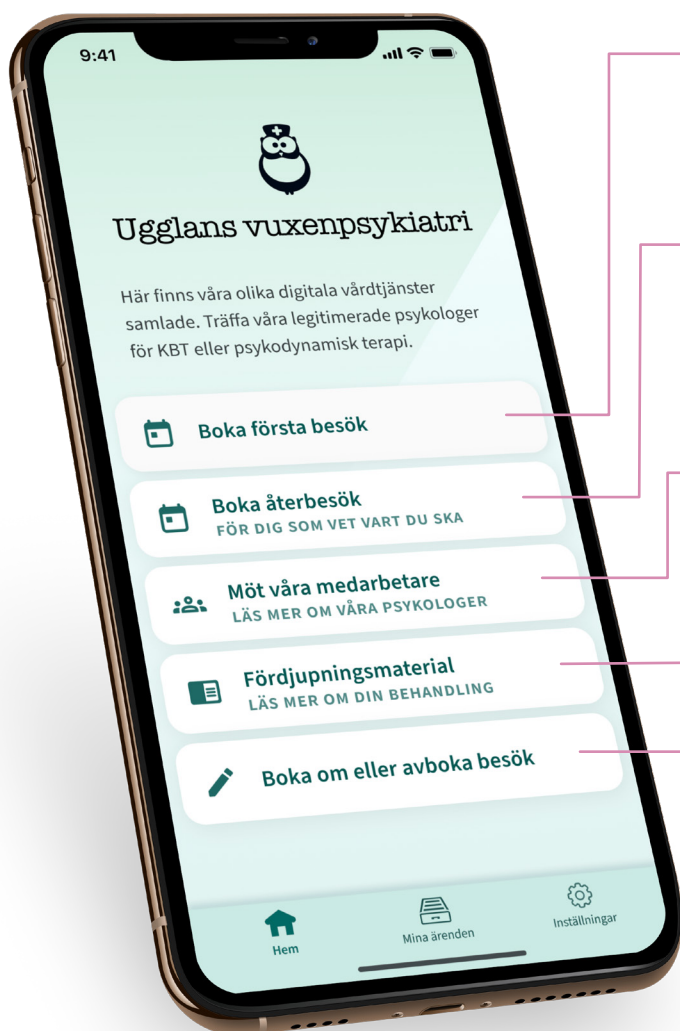 9:41
Ugglans vuxenpsykiatri
Här finns våra olika digitala vårdtjänster
samlade. Träffa våra legitimerade psykologer
för KBT eller psykodynamisk terapi.
Boka första besök
Boka återbesök
FÖR DIG SOM VET VART DU SKA
Möt våra medarbetare
LÄS MER OM VÅRA PSYKOLOGER
Fördjupningsmaterial
LÄS MER OM DIN BEHANDLING
Boka om eller avboka besök
Hem
Mina ärenden
Inställningar